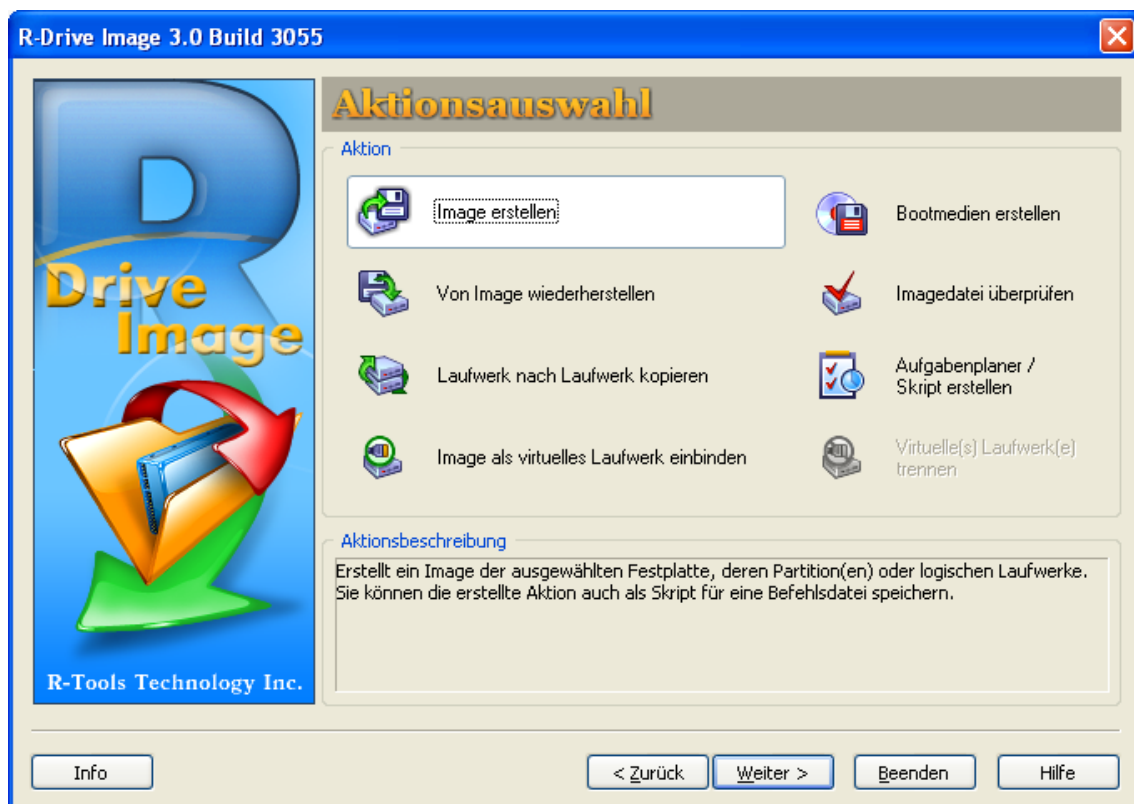 R-Drive Image 3.0 Build 3055
R
Drive
Image
R-Tools Technology Inc.
Aktionsauswahl
Aktion
Image erstellen
Bootmedien erstellen
Von Image wiederherstellen
Imagedatei überprüfen
Laufwerk nach Laufwerk kopieren
Aufgabenplaner /
Skript erstellen
Image als virtuelles Laufwerk einbinden
Virtuelle(s) Laufwerk(e)
trennen
Aktionsbeschreibung
Erstellt ein Image der ausgewählten Festplatte, deren Partition(en) oder logischen Laufwerke.
Sie können die erstellte Aktion auch als Skript für eine Befehlsdatei speichern.
Info
< Zurück
Weiter >
Beenden
Hilfe